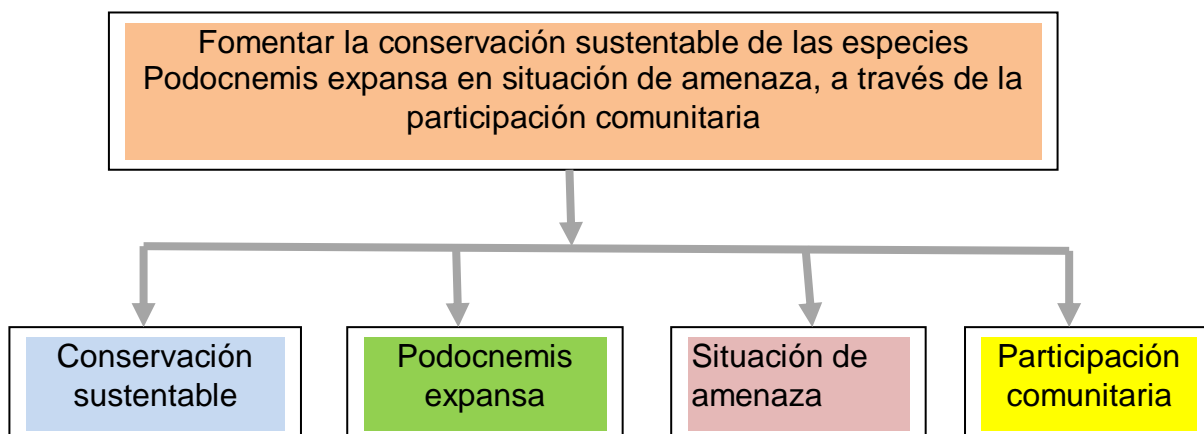 Fomentar la conservación sustentable de las especies
Podocnemis expansa en situación de amenaza, a través de la
participación comunitaria
Conservación
sustentable
Podocnemis
expansa
Situación de
amenaza
Participación
comunitaria